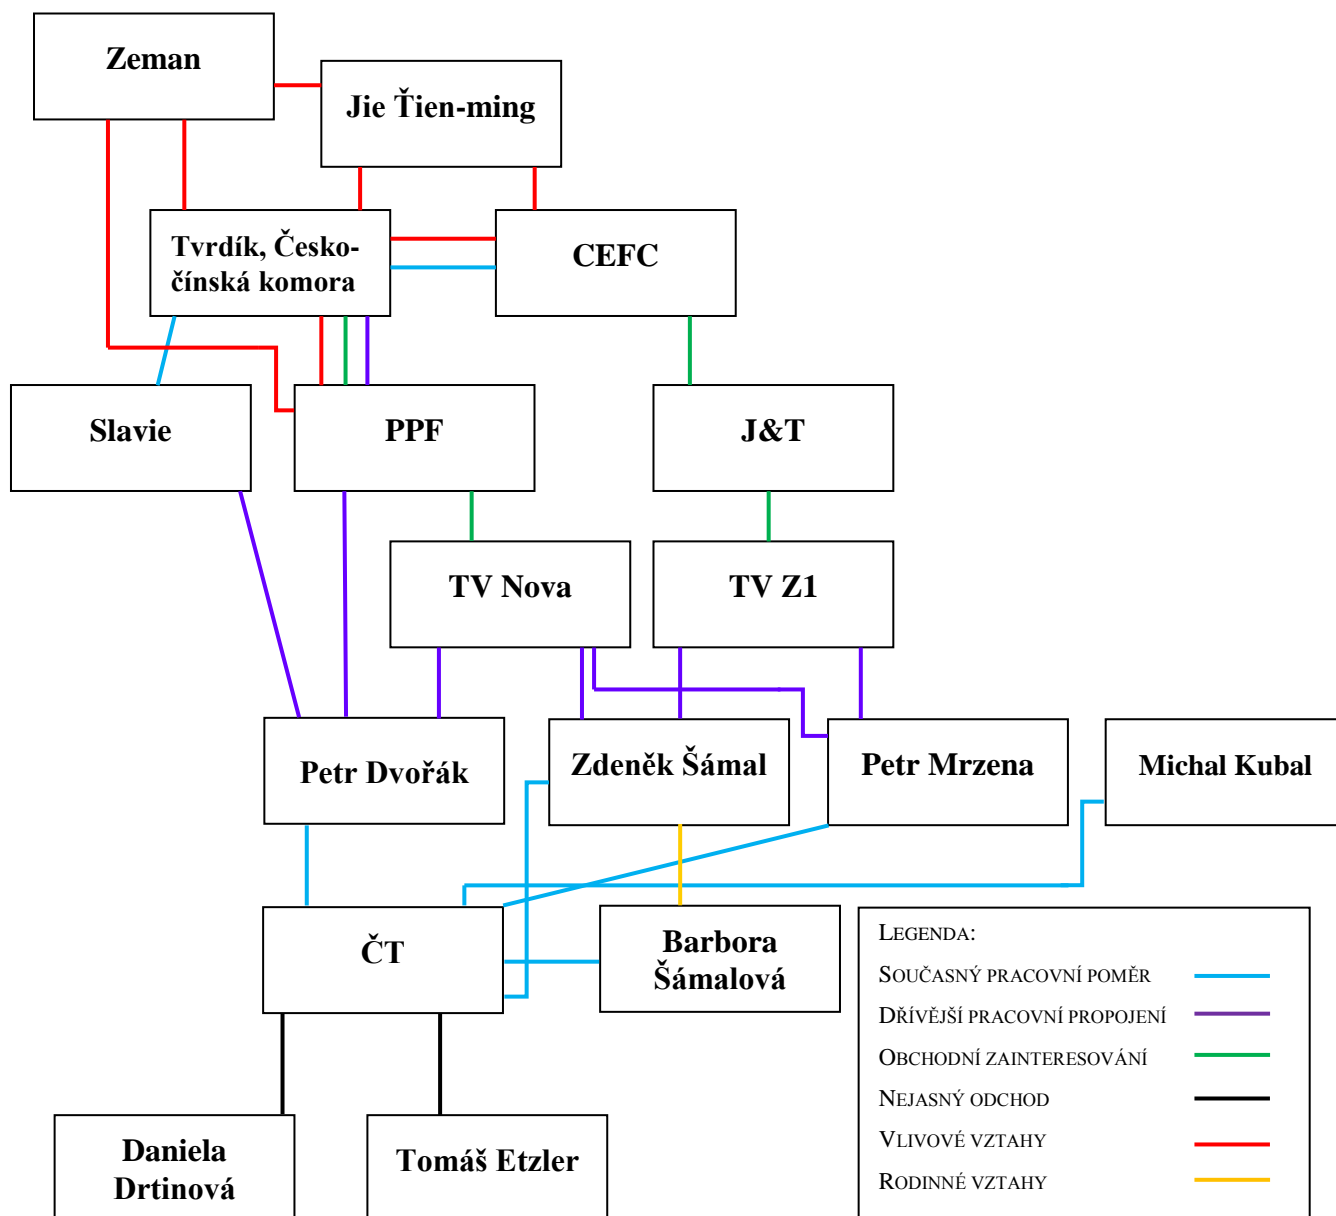 Zeman
Jie Ťien-ming
Tvrdík, Česko-
čínská komora
CEFC
Slavie
PPF
J&T
TV Nova
TV Z1
Petr Dvořák
Zdeněk Šámal
Petr Mrzena
Michal Kubal
ČT
Barbora
Šámalová
Daniela
Drtinová
Tomáš Etzler
LEGENDA:
SOUČASNÝ PRACOVNÍ POMĚR
DŘÍVĚJŠÍ PRACOVNÍ PROPOJENÍ
OBCHODNÍ ZAINTERESOVÁNÍ
NEJASNÝ ODCHOD
VLIVOVÉ VZTAHY
RODINNÉ VZTAHY